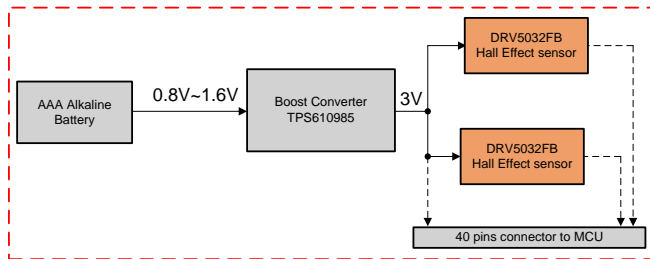 DRV5032FB
Hall Effect sensor
AAA Alkaline
Battery
0.8V~1.6V
Boost Converter
TPS610985
3V
DRV5032FB
Hall Effect sensor
40 pins connector to MCU